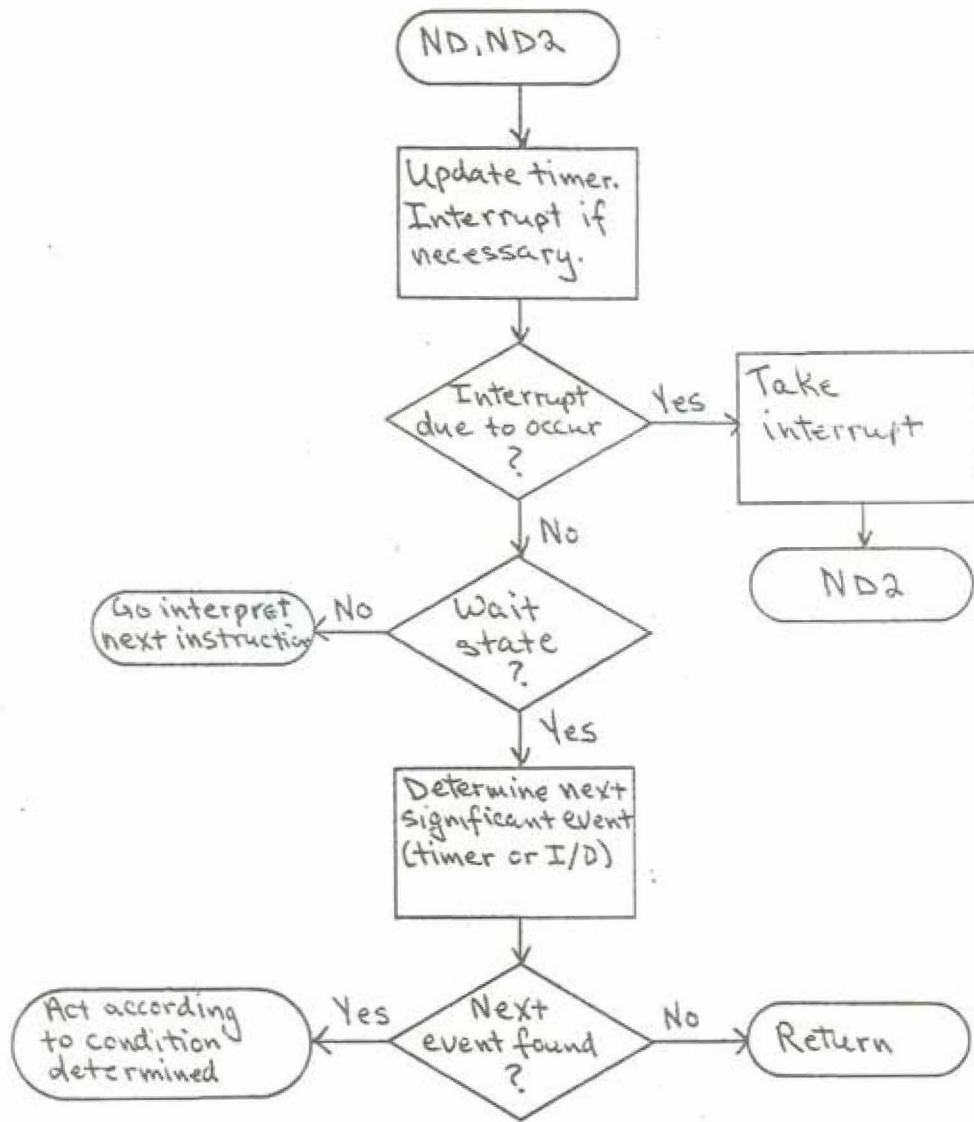 ND, ND2
Update timer.
Interrupt if
necessary.
Interrupt
due to occur
?
Yes
Take
interrupt
ND2
No
Wait
state
?
No
Go interpret
next instruction
Yes
Determine next
significant event
(timer or I/O)
Next
event found
?
Yes
Act according
to condition
determined
No
Return